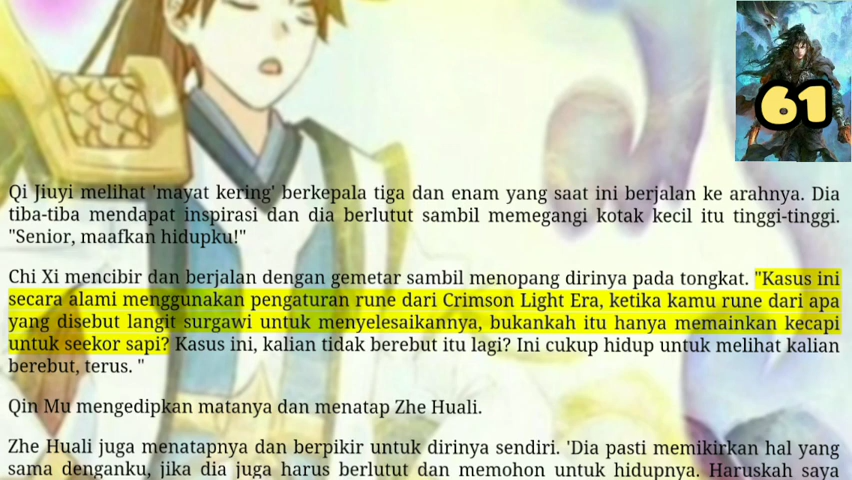 61
Qi Jiuyi melihat 'mayat kering' berkepala tiga dan enam yang saat ini berjalan ke arahnya. Dia
tiba-tiba mendapat inspirasi dan dia berlutut sambil memegangi kotak kecil itu tinggi-tinggi.
"Senior, maafkan hidupku!"
Chi Xi mencibir dan berjalan dengan gemetar sambil menopang dirinya pada tongkat. "Kasus ini
secara alami menggunakan pengaturan rune dari Crimson Light Era, ketika kamu rune dari apa
yang disebut langit surgawi untuk menyelesaikannya, bukankah itu hanya memainkan kecapi
untuk seekor sapi? Kasus ini, kalian tidak berebut itu lagi? Ini cukup hidup untuk melihat kalian
berebut, terus. "
Qin Mu mengedipkan matanya dan menatap Zhe Huali.
Zhe Huali juga menatapnya dan berpikir untuk dirinya sendiri. 'Dia pasti memikirkan hal yang
sama denganku, jika dia juga harus berlutut dan memohon untuk hidupnya. Haruskah saya